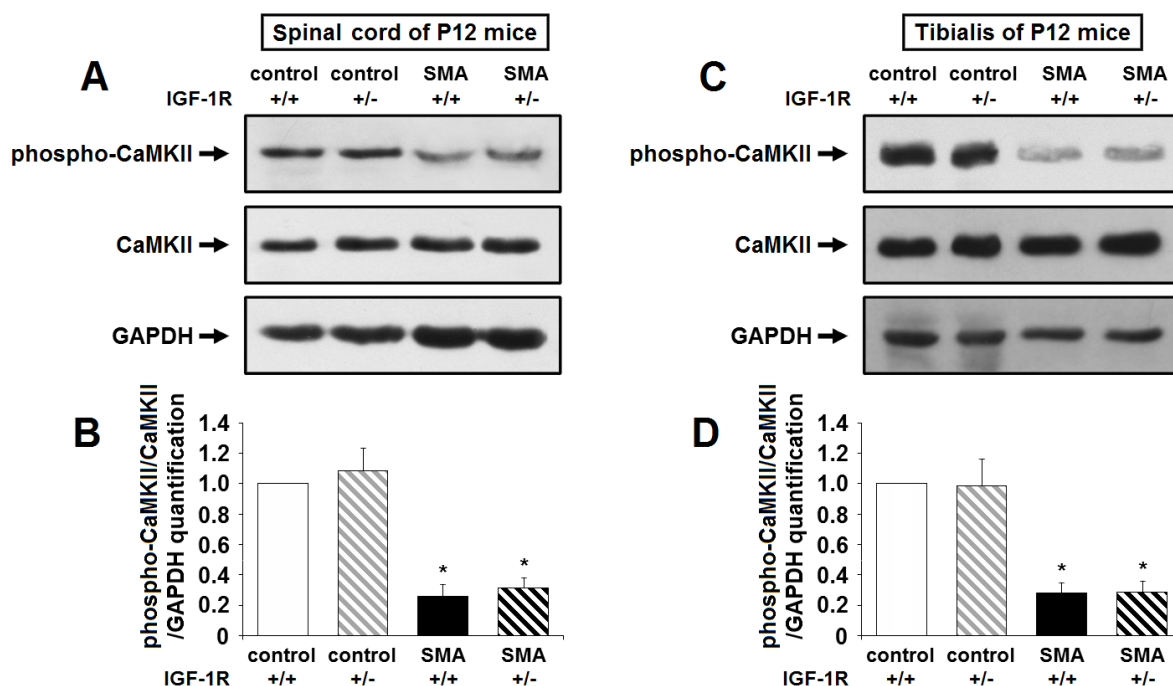 Spinal cord of P12 mice
A
control control SMA SMA
IGF-1R +/+ +/- +/+ +/-
phospho-CaMKII
CaMKII
GAPDH
B
phospho-CaMKII/CaMKII
/GAPDH quantification
1.4
1.2
1.0
0.8
0.6
0.4
0.2
0
* *
control control SMA SMA
IGF-1R +/+ +/- +/+ +/-
Tibialis of P12 mice
C
control control SMA SMA
IGF-1R +/+ +/- +/+ +/-
phospho-CaMKII
CaMKII
GAPDH
D
phospho-CaMKII/CaMKII
/GAPDH quantification
1.4
1.2
1.0
0.8
0.6
0.4
0.2
0
* *
control control SMA SMA
IGF-1R +/+ +/- +/+ +/-